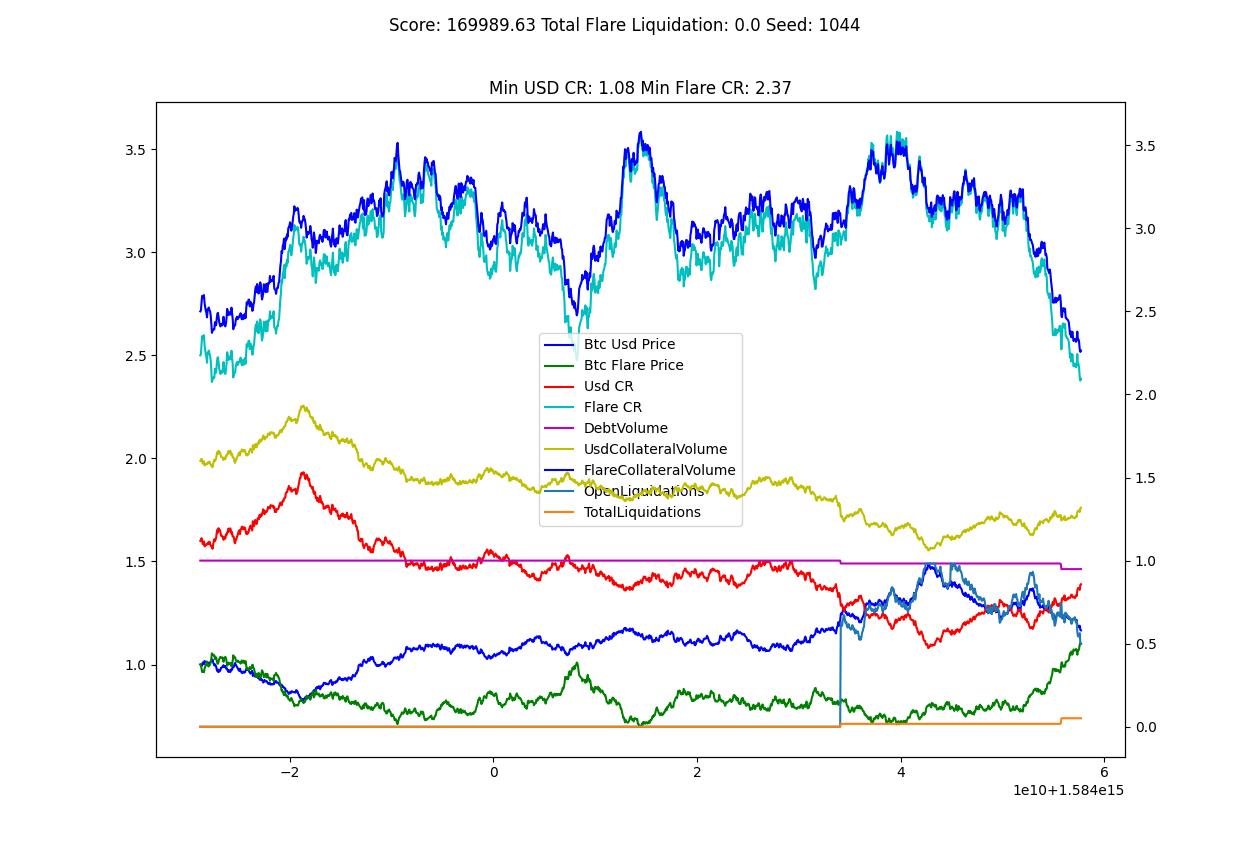 Score: 169989.63 Total Flare Liquidation: 0.0 Seed: 1044
Min USD CR: 1.08 Min Flare CR: 2.37
3.5
3.0
2.5
2.0
1.5
1.0
3.5
3.0
2.5
2.0
1.5
1.0
0.5
0.0
Btc Usd Price
Btc Flare Price
Usd CR
Flare CR
DebtVolume
UsdCollateralVolume
FlareCollateralVolume
OpenLiquidations
TotalLiquidations
−2
0
2
4
6
1e10+1.584e15